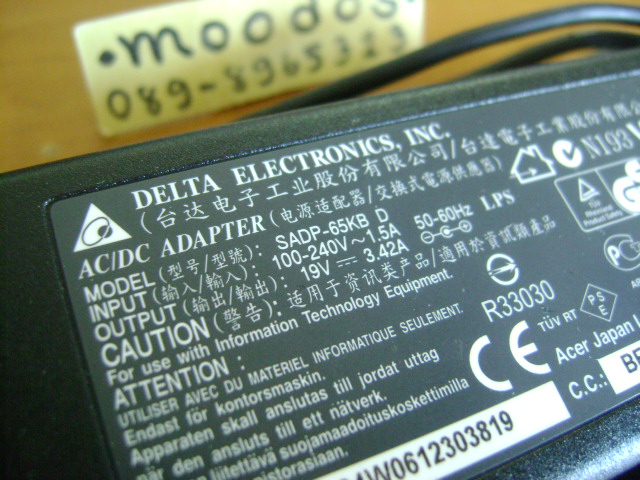 •moodos.
089-8965323
DELTA ELECTRONICS, INC.
(台达电子工业股份有限公司/台達電子工業股份有限
AC/DC ADAPTER (电源适配器/交換式電源供應器)
MODEL (型号/型號): SADP-65KB D
INPUT (输入/輸入): 100-240V~1.5A 50-60Hz LPS
OUTPUT (输出/輸出): 19V 3.42A
CAUTION (警告): 适用于资讯类产品/適用於資訊類產品
For use with Information Technology Equipment.
ATTENTION :
UTILISER AVEC DU MATERIEL INFORMATIQUE SEULEMENT.
Endast för kontorsmaskin.
Apparaten skall anslutas till jordat uttag
när den ansluts till ett nätverk.
liitettävä suojamaadoituskoskettimilla
N193
R33030
PSE
TÜV RT
Acer Japan
C.C.:
W0612303819